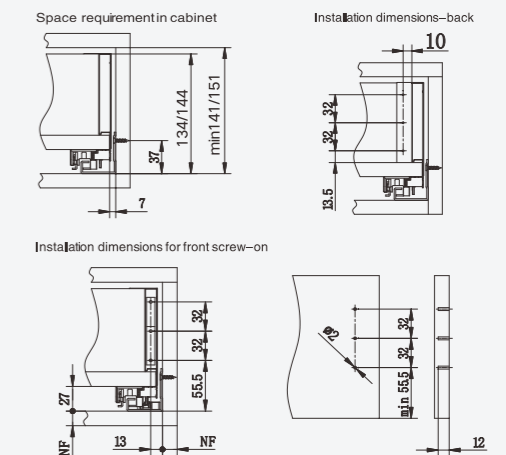 Space requirement in cabinet
134/144
min141/151
37
7
Installation dimensions–back
10
32
32
13.5
Installation dimensions for front screw–on
32
32
55.5
27
NF
13
NF
ø2
32
32
min 55.5
12